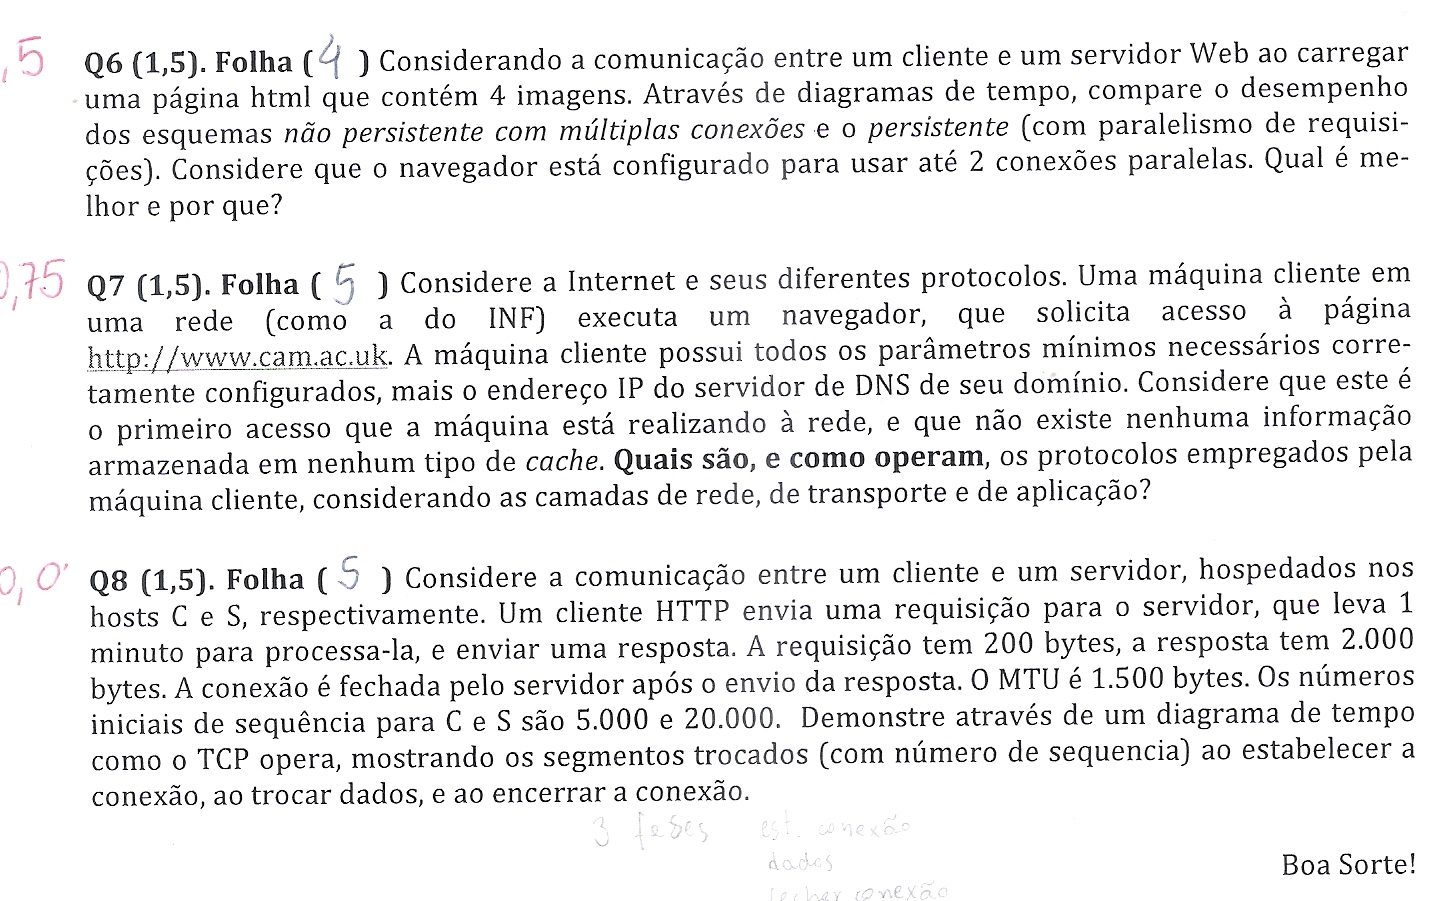 ,5 Q6 (1,5). Folha ( 4 ) Considerando a comunicação entre um cliente e um servidor Web ao carregar
uma página html que contém 4 imagens. Através de diagramas de tempo, compare o desempenho
dos esquemas não persistente com múltiplas conexões e o persistente (com paralelismo de requisi-
ções). Considere que o navegador está configurado para usar até 2 conexões paralelas. Qual é me-
lhor e por que?
0,75 Q7 (1,5). Folha ( 5 ) Considere a Internet e seus diferentes protocolos. Uma máquina cliente em
uma rede (como a do INF) executa um navegador, que solicita acesso à página
http://www.cam.ac.uk. A máquina cliente possui todos os parâmetros mínimos necessários corre-
tamente configurados, mais o endereço IP do servidor de DNS de seu domínio. Considere que este é
o primeiro acesso que a máquina está realizando à rede, e que não existe nenhuma informação
armazenada em nenhum tipo de cache. Quais são, e como operam, os protocolos empregados pela
máquina cliente, considerando as camadas de rede, de transporte e de aplicação?
0,0 Q8 (1,5). Folha ( 5 ) Considere a comunicação entre um cliente e um servidor, hospedados nos
hosts C e S, respectivamente. Um cliente HTTP envia uma requisição para o servidor, que leva 1
minuto para processa-la, e enviar uma resposta. A requisição tem 200 bytes, a resposta tem 2.000
bytes. A conexão é fechada pelo servidor após o envio da resposta. O MTU é 1.500 bytes. Os números
iniciais de sequência para C e S são 5.000 e 20.000. Demonstre através de um diagrama de tempo
como o TCP opera, mostrando os segmentos trocados (com número de sequencia) ao estabelecer a
conexão, ao trocar dados, e ao encerrar a conexão.
3 fases est. conexão
dados
fechar conexão
Boa Sorte!